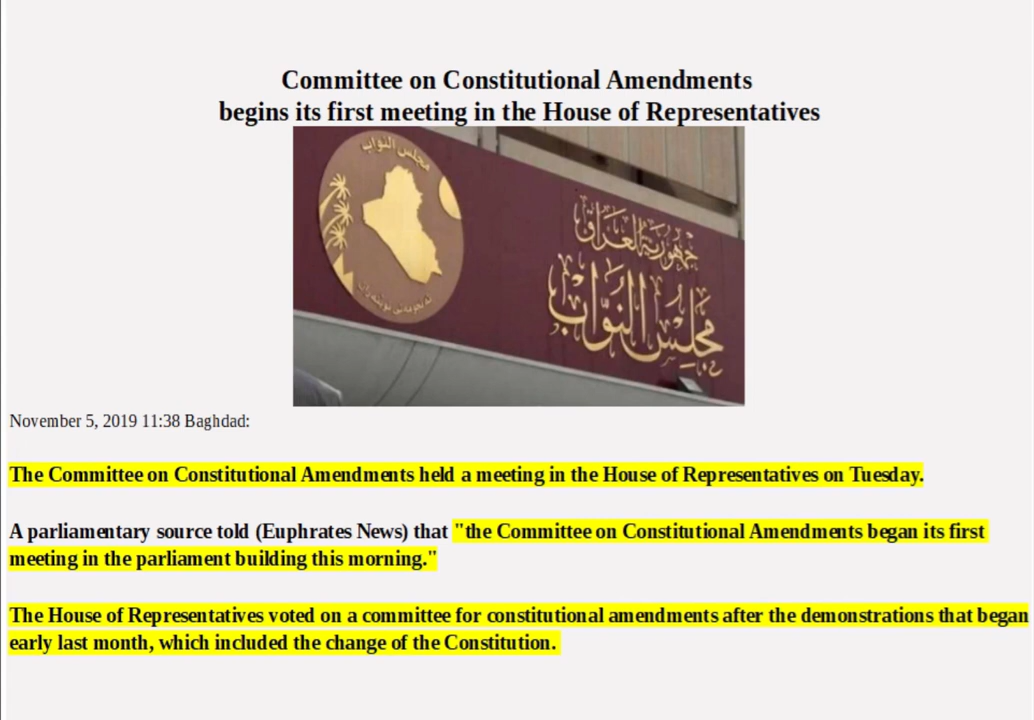 Committee on Constitutional Amendments
begins its first meeting in the House of Representatives
مجلس النواب
جمهورية العراق
مجلس النواب
November 5, 2019 11:38 Baghdad:
The Committee on Constitutional Amendments held a meeting in the House of Representatives on Tuesday.
A parliamentary source told (Euphrates News) that "the Committee on Constitutional Amendments began its first
meeting in the parliament building this morning."
The House of Representatives voted on a committee for constitutional amendments after the demonstrations that began
early last month, which included the change of the Constitution.